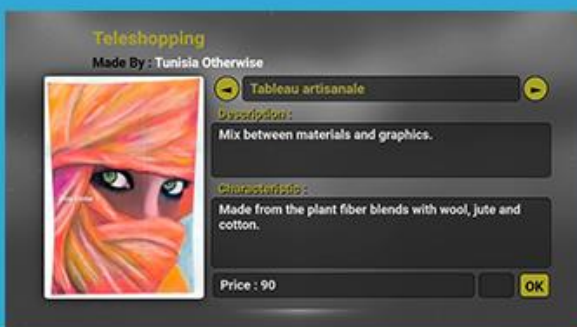 Teleshopping
Made By : Tunisia Otherwise
Tableau artisanale
Description :
Mix between materials and graphics.
Characteristic :
Made from the plant fiber blends with wool, jute and
cotton.
Price : 90
OK